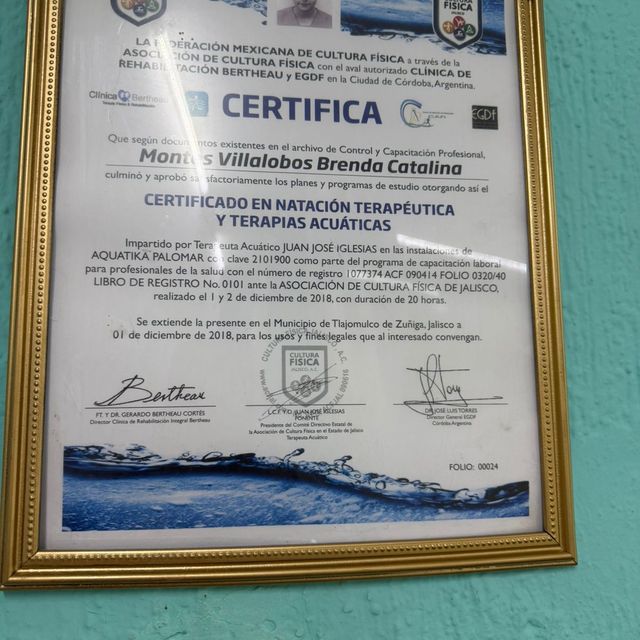 FÍSICA
LA FEDERACIÓN MEXICANA DE CULTURA FÍSICA a través de la
ASOCIACIÓN DE CULTURA FÍSICA con el aval autorizado CLÍNICA DE
REHABILITACIÓN BERTHEAU y EGDF en la Ciudad de Córdoba, Argentina.
Clínica Bertheau
CERTIFICA
EGDF
Que según documentos existentes en el archivo de Control y Capacitación Profesional,
Montes Villalobos Brenda Catalina
culminó y aprobó satisfactoriamente los planes y programas de estudio otorgando así el
CERTIFICADO EN NATACIÓN TERAPÉUTICA
Y TERAPIAS ACUÁTICAS
Impartido por Terapeuta Acuático JUAN JOSÉ IGLESIAS en las instalaciones de
AQUATIKA PALOMAR con clave 2101900 como parte del programa de capacitación laboral
para profesionales de la salud con el número de registro 1077374 ACF 090414 FOLIO 0320/40
LIBRO DE REGISTRO No. 0101 ante la ASOCIACIÓN DE CULTURA FÍSICA DE JALISCO,
realizado el 1 y 2 de diciembre de 2018, con duración de 20 horas.
Se extiende la presente en el Municipio de Tlajomulco de Zuñiga, Jalisco a
01 de diciembre de 2018, para los usos y fines legales que al interesado convengan.
CULTURA
FÍSICA
JALISCO, A.C.
Bertheau
FT. Y DR. GERARDO BERTHEAU CORTÉS
Director Clínica de Rehabilitación Integral Bertheau
L.C.F.Y.D. JUAN JOSÉ IGLESIAS
PONENTE
Presidente del Comité Directivo Estatal de
la Asociación de Cultura Física en el Estado de Jalisco
Terapeuta Acuático
DR. JOSÉ LUIS TORRES
Director General EGDF
Córdoba Argentina
FOLIO: 00024